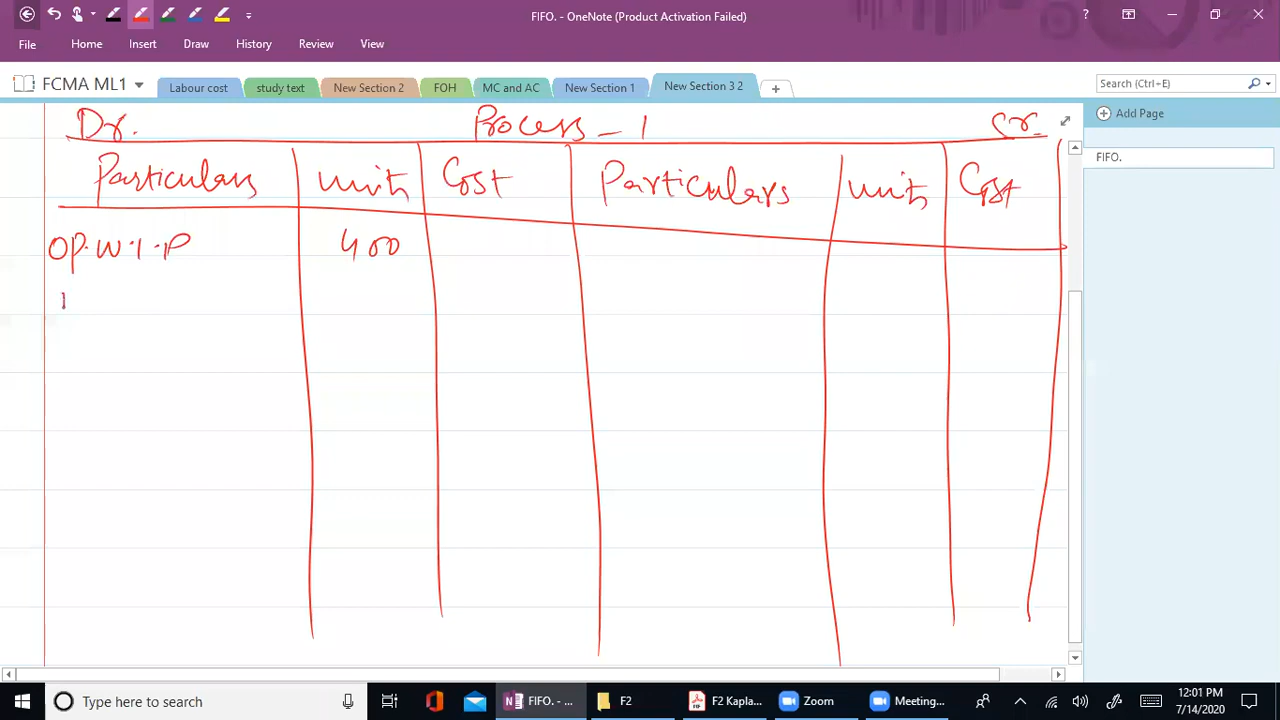 FIFO. - OneNote (Product Activation Failed)
?
File Home Insert Draw History Review View
FCMA ML1 Labour cost study text New Section 2 FOH MC and AC New Section 1 New Section 3 2 + Search (Ctrl+E)
Dr. Process - 1 Cr.
Add Page
Particulars Units Cost Particulars Units Cost
FIFO.
OP. W.I.P 400
Type here to search
FIFO. - ...
F2
F2 Kapla...
Zoom
Meeting...
12:01 PM
7/14/2020